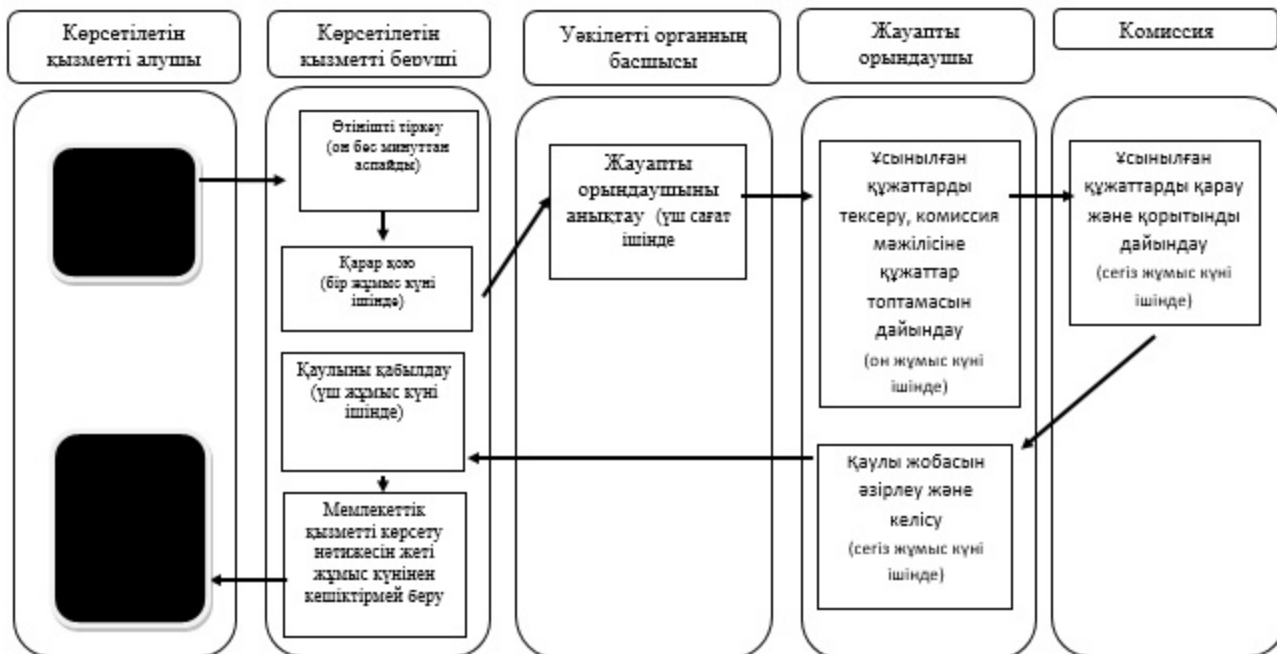 Көрсетілетін
қызметті алушы
Көрсетілетін
қызметті беруші
Уәкілетті органның
басшысы
Жауапты
орындаушы
Комиссия
Өтінішті тіркеу
(он бес минуттан
аспайды)
Қарар қою
(бір жұмыс күні
ішінде)
Қаулыны қабылдау
(үш жұмыс күні
ішінде)
Мемлекеттік
қызметті көрсету
нәтижесін жеті
жұмыс күнінен
кешіктірмей беру
Жауапты
орындаушыны
анықтау (үш сағат
ішінде
Ұсынылған
құжаттарды
тексеру, комиссия
мәжілісіне
құжаттар
топтамасын
дайындау
(он жұмыс күні
ішінде)
Қаулы жобасын
әзірлеу және
келісу
(сегіз жұмыс күні
ішінде)
Ұсынылған
құжаттарды қарау
және қорытынды
дайындау
(сегіз жұмыс күні
ішінде)